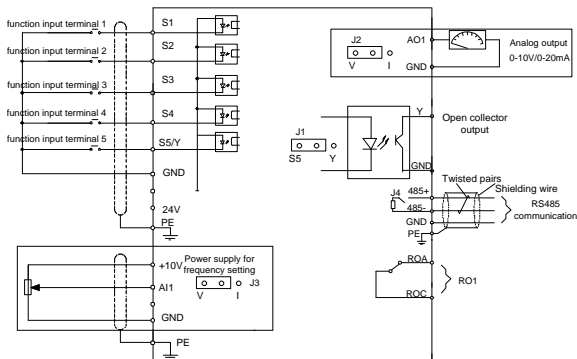 function input terminal 1
function input terminal 2
function input terminal 3
function input terminal 4
function input terminal 5
S1
S2
S3
S4
S5/Y
GND
24V
PE
Power supply for
frequency setting
+10V
AI1
GND
V
I
J3
PE
J2
V
I
AO1
GND
Analog output
0-10V/0-20mA
J1
S5
Y
Y
GND
Open collector
output
Twisted pairs
Shielding wire
J4
485+
485-
GND
PE
RS485
communication
ROA
ROC
RO1